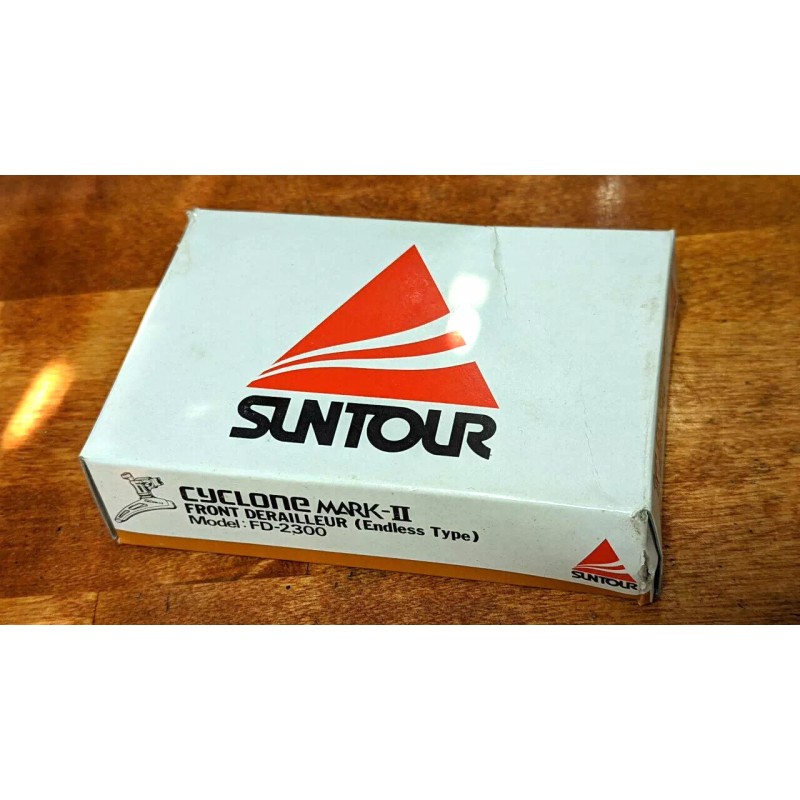 SUNTOUR
CYCLONE MARK-II
FRONT DERAILLEUR (Endless Type)
Model: FD-2300
SUNTOUR